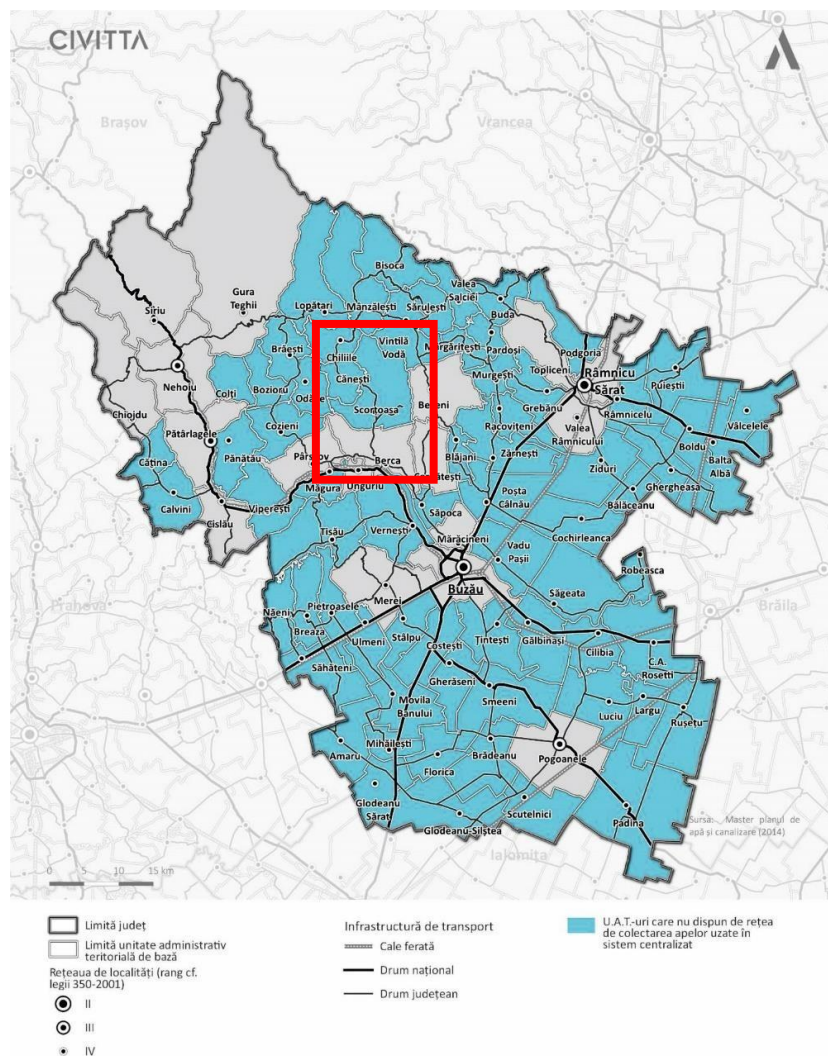 CIVITTA
Brașov
Vrancea
Bisoca
Gura
Teghii
Siriu
Lopătari
Mânzălești
Sărulești
Valea
Salciei
Buda
Brăești
Chiliile
Vintilă
Vodă
Mărgăritești
Pardoși
Podgoria
Nehoiu
Colți
Bozioru
Cănești
Murgești
Topliceni
Râmnicu
Sărat
Puieștii
Chiojdu
Scorțoasa
Beceni
Grebănu
Râmnicelu
Vâlcelele
Pătârlagele
Cozieni
Racovițeni
Valea
Râmnicului
Boldu
Balta
Albă
Cătina
Pănătău
Pârscov
Berca
Blăjani
Zărnești
Ziduri
Ghergheasa
Calvini
Viperești
Măgura
Unguriu
Poșta
Câlnău
Bălăceanu
Cislău
Tisău
Vernești
Săpoca
Mărăcineni
Cochirleanca
Vadu
Pașii
Robeasca
Prahova
Merei
Buzău
Săgeata
Brăila
Năeni
Pietroasele
Breaza
Ulmeni
Stâlpu
Costești
Țintești
Gălbinași
Cilibia
C.A.
Rosetti
Săhăteni
Gherăseni
Smeeni
Movila
Banului
Luciu
Largu
Rușețu
Mihăilești
Amaru
Florica
Brădeanu
Pogoanele
Glodeanu
Sărat
Glodeanu-Siliștea
Scutelnici
Padina
Ialomița
Sursa: Master planul de
apă și canalizare (2014)
0 5 10 15 km
Limită județ
Limită unitate administrativ
teritorială de bază
Rețeaua de localități (rang cf.
legii 350-2001)
II
III
IV
Infrastructură de transport
Cale ferată
Drum național
Drum județean
U.A.T.-uri care nu dispun de rețea
de colectarea apelor uzate în
sistem centralizat